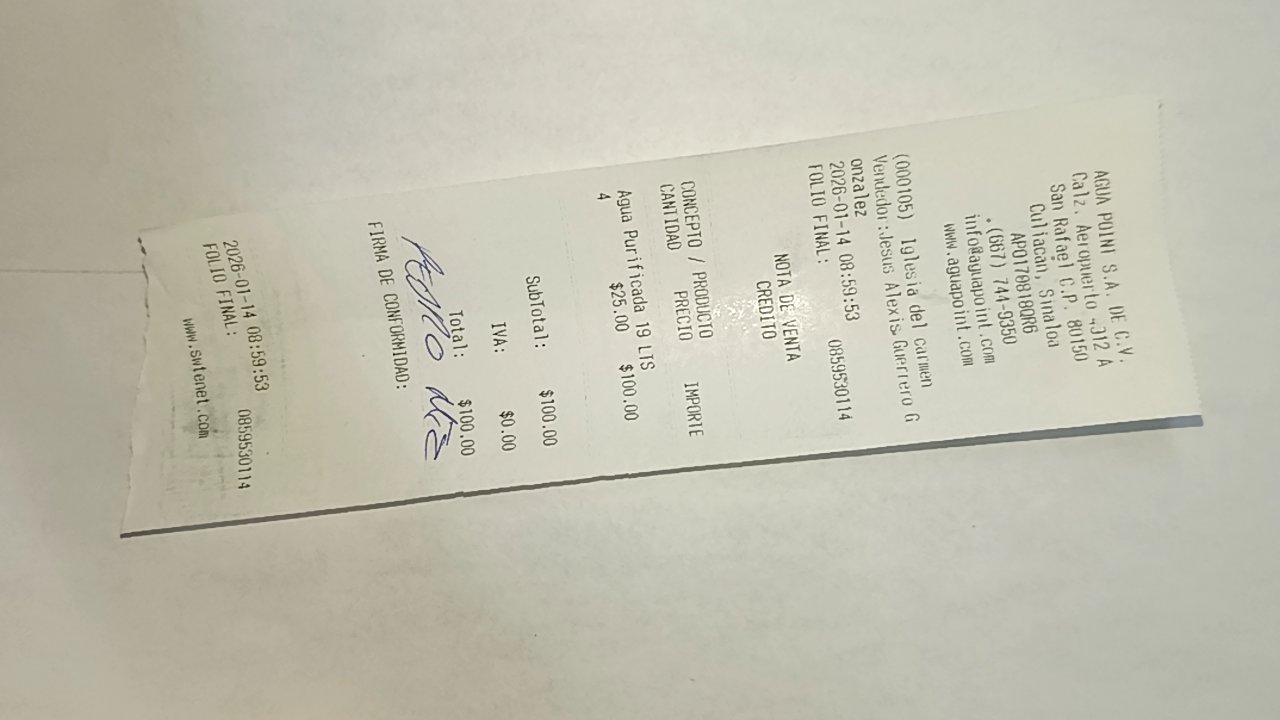 AGUA POINT S.A. DE C.V.
Calz. Aeropuerto 4312 A
San Rafael C.P. 80150
Culiacan, Sinaloa
APO170818QR6
(667) 744-9350
info@aguapoint.com
www.aguapoint.com
(000105) Iglesia del carmen
Vendedor:Jesus Alexis Guerrero G
onzalez
2026-01-14 08:59:53
FOLIO FINAL: 0859530114
NOTA DE VENTA
CREDITO
CONCEPTO / PRODUCTO
CANTIDAD PRECIO IMPORTE
Agua Purificada 19 LTS
4 $25.00 $100.00
SubTotal: $100.00
IVA: $0.00
Total: $100.00
PEDRO
FIRMA DE CONFORMIDAD:
2026-01-14 08:59:53
FOLIO FINAL: 0859530114
www.swtenet.com